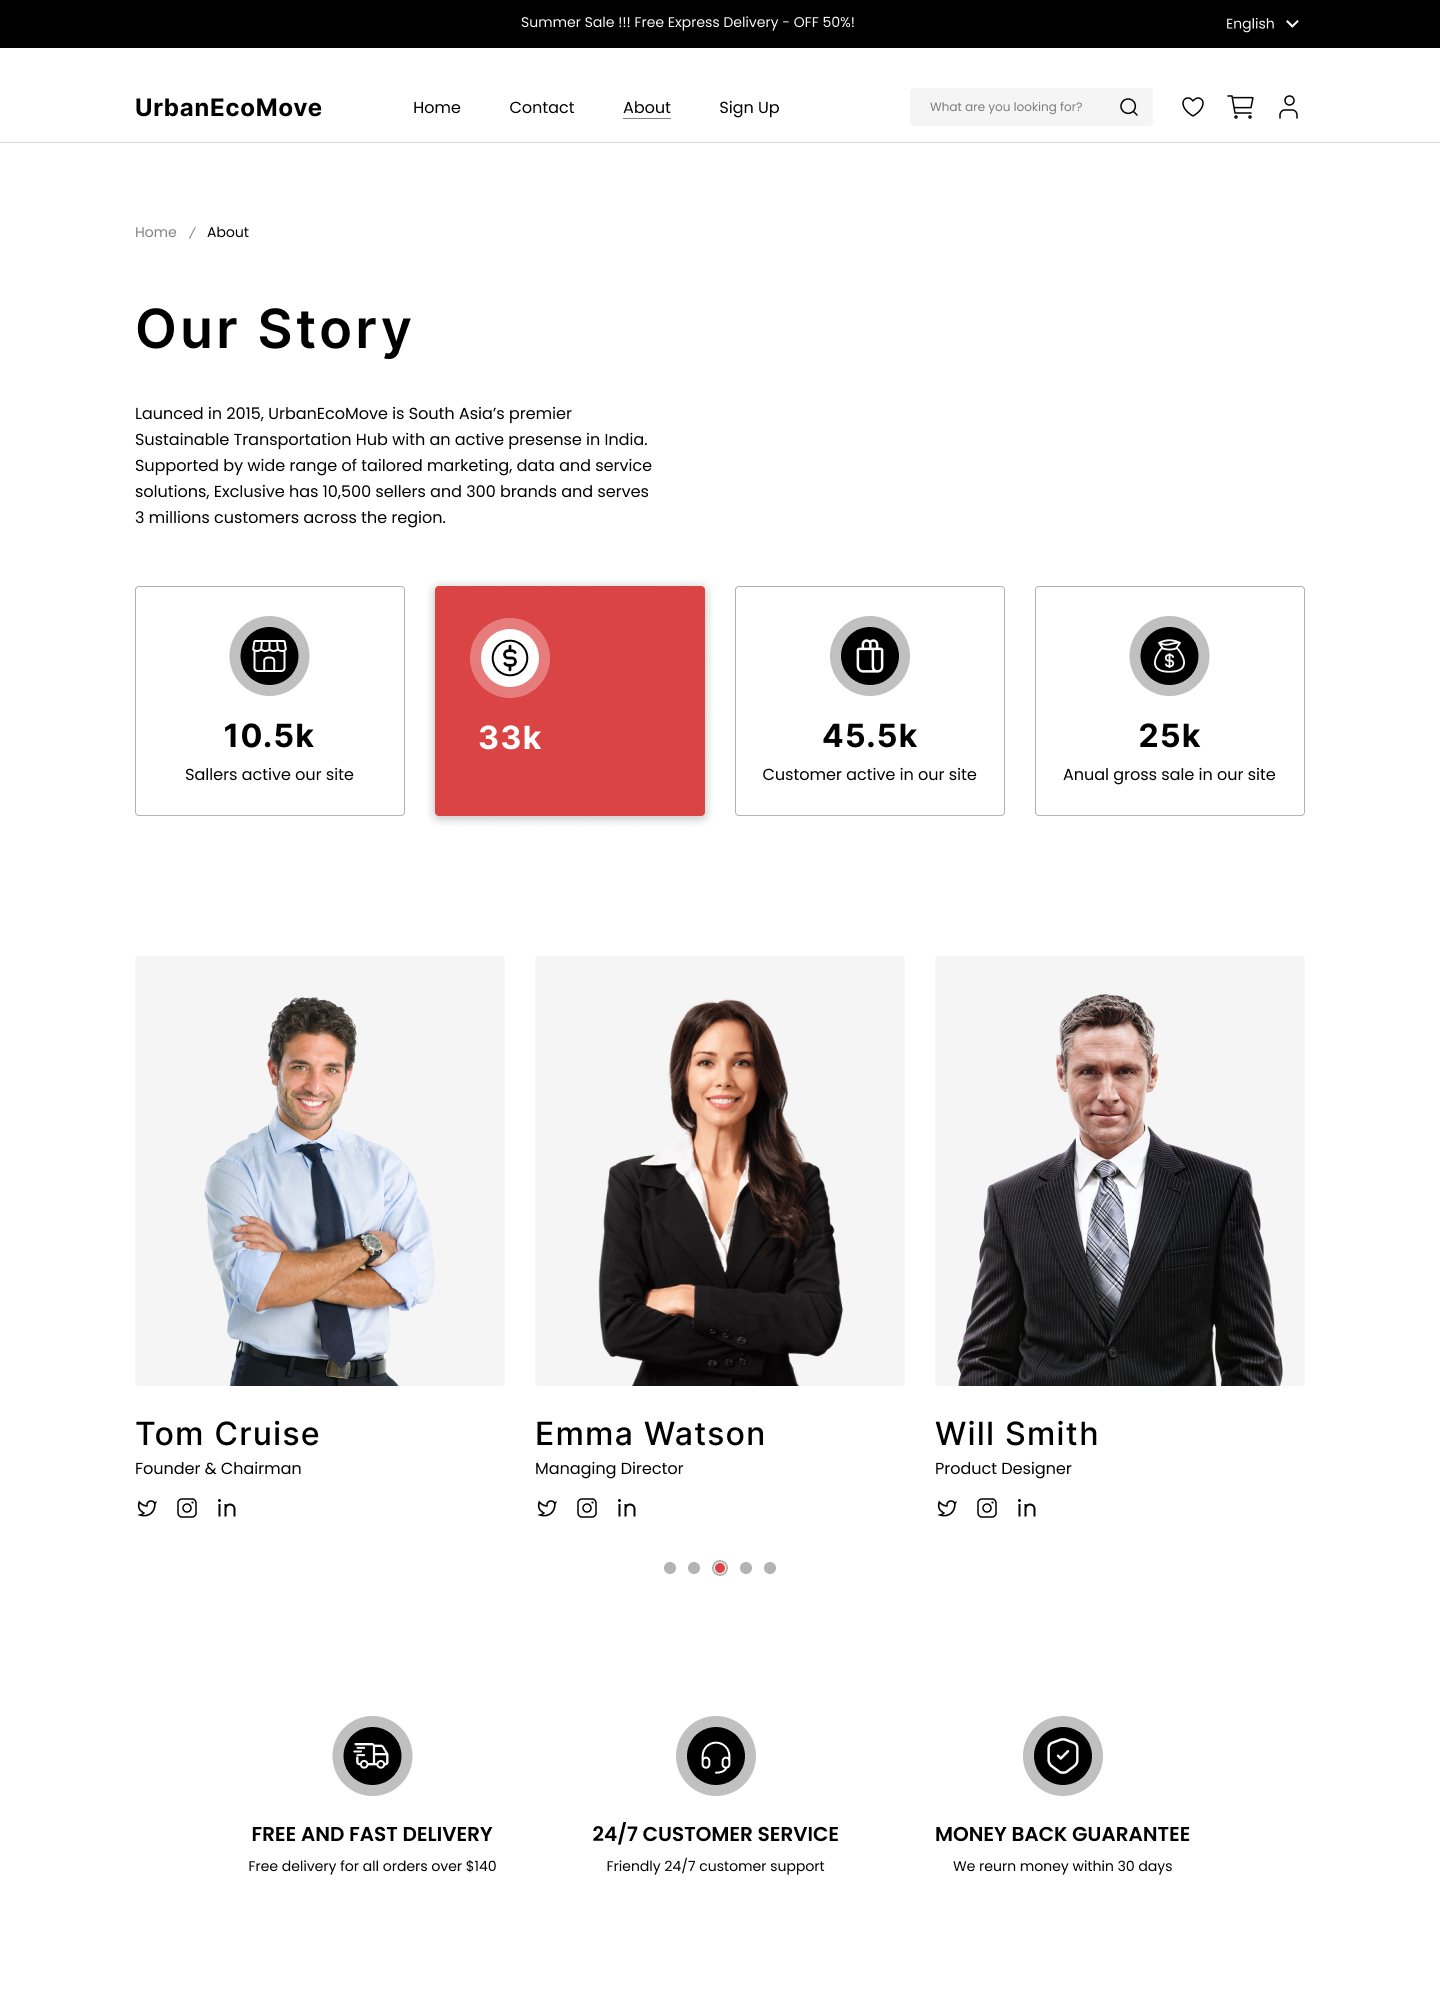 Summer Sale !!! Free Express Delivery - OFF 50%!
English
UrbanEcoMove
Home
Contact
About
Sign Up
What are you looking for?
Home / About
Our Story
Launced in 2015, UrbanEcoMove is South Asia’s premier
Sustainable Transportation Hub with an active presense in India.
Supported by wide range of tailored marketing, data and service
solutions, Exclusive has 10,500 sellers and 300 brands and serves
3 millions customers across the region.
10.5k
Sallers active our site
33k
45.5k
Customer active in our site
25k
Anual gross sale in our site
Tom Cruise
Founder & Chairman
Emma Watson
Managing Director
Will Smith
Product Designer
FREE AND FAST DELIVERY
Free delivery for all orders over $140
24/7 CUSTOMER SERVICE
Friendly 24/7 customer support
MONEY BACK GUARANTEE
We reurn money within 30 days